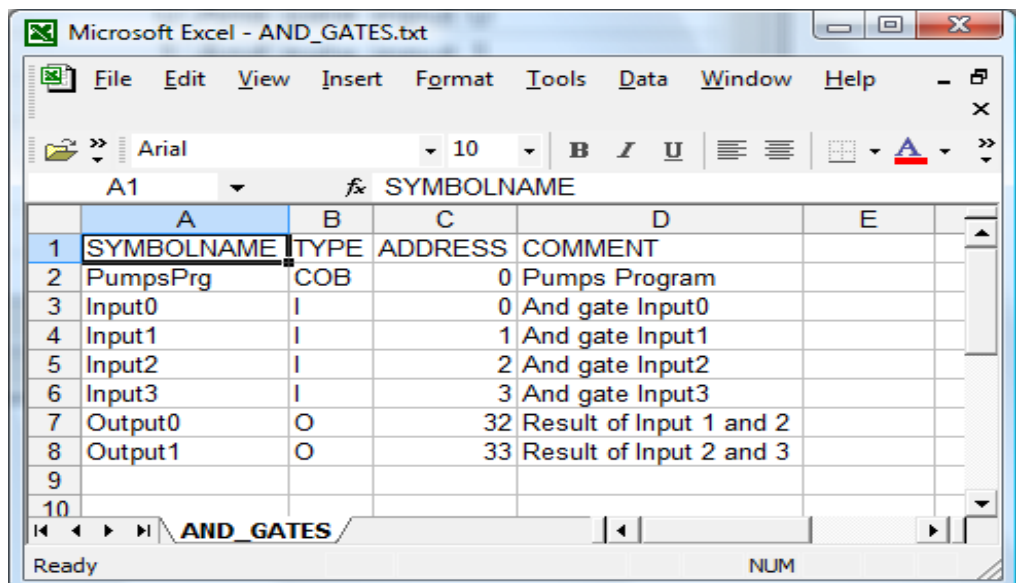 Microsoft Excel - AND_GATES.txt
File Edit View Insert Format Tools Data Window Help
Arial 10 B I U A
A1 fx SYMBOLNAME
A B C D E
1 SYMBOLNAME TYPE ADDRESS COMMENT
2 PumpsPrg COB 0 Pumps Program
3 Input0 I 0 And gate Input0
4 Input1 I 1 And gate Input1
5 Input2 I 2 And gate Input2
6 Input3 I 3 And gate Input3
7 Output0 O 32 Result of Input 1 and 2
8 Output1 O 33 Result of Input 2 and 3
9
10
AND_GATES
Ready NUM